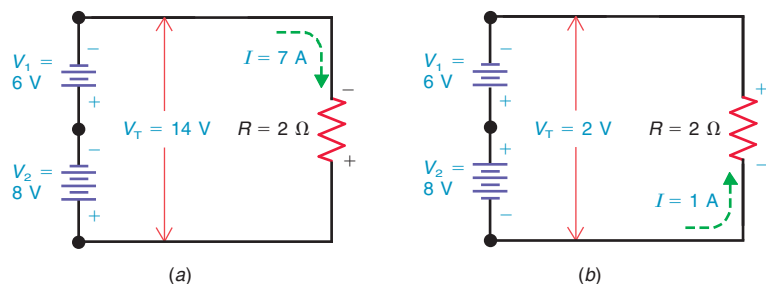 −
V1 =
6 V
+
−
V2 =
8 V
+
VT = 14 V
I = 7 A
−
R = 2 Ω
+
(a)
−
V1 =
6 V
+
+
V2 =
8 V
−
VT = 2 V
+
R = 2 Ω
−
I = 1 A
(b)